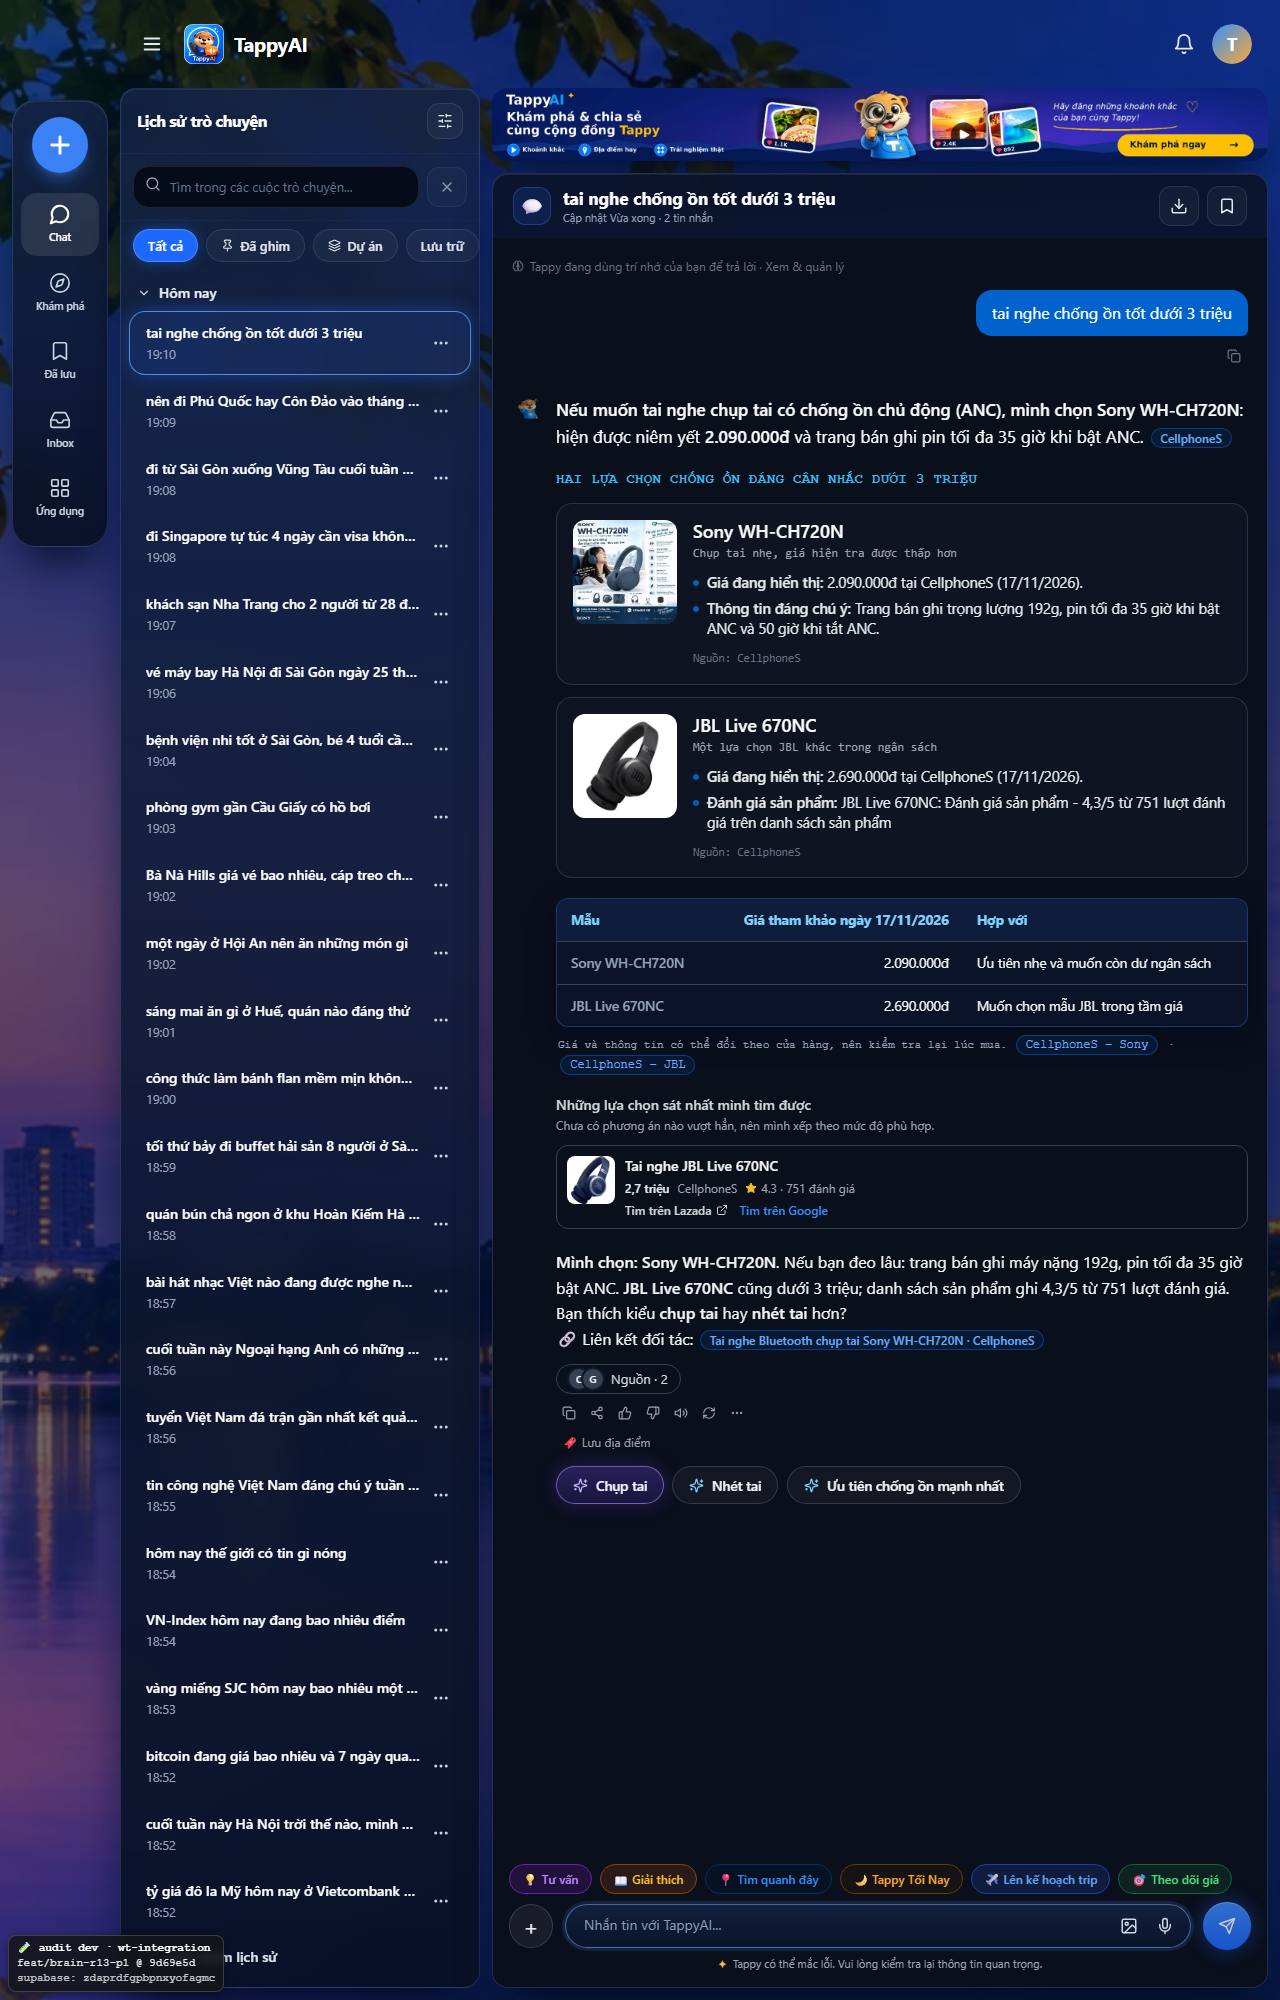 TappyAI
T
TappyAI
Khám phá & chia sẻ
cùng cộng đồng Tappy
Khoảnh khắc
Địa điểm hay
Trải nghiệm thật
1.1K
2.4K
892
Hãy đăng những khoảnh khắc
của bạn cùng Tappy!
Khám phá ngay →
Chat
Khám phá
Đã lưu
Inbox
Ứng dụng
Lịch sử trò chuyện
Tìm trong các cuộc trò chuyện...
Tất cả
Đã ghim
Dự án
Lưu trữ
Hôm nay
tai nghe chống ồn tốt dưới 3 triệu
19:10
nên đi Phú Quốc hay Côn Đảo vào tháng ...
19:09
đi từ Sài Gòn xuống Vũng Tàu cuối tuần ...
19:08
đi Singapore tự túc 4 ngày cần visa khôn...
19:08
khách sạn Nha Trang cho 2 người từ 28 đ...
19:07
vé máy bay Hà Nội đi Sài Gòn ngày 25 th...
19:06
bệnh viện nhi tốt ở Sài Gòn, bé 4 tuổi cầ...
19:04
phòng gym gần Cầu Giấy có hồ bơi
19:03
Bà Nà Hills giá vé bao nhiêu, cáp treo ch...
19:02
một ngày ở Hội An nên ăn những món gì
19:02
sáng mai ăn gì ở Huế, quán nào đáng thử
19:01
công thức làm bánh flan mềm mịn khôn...
19:00
tối thứ bảy đi buffet hải sản 8 người ở Sà...
18:59
quán bún chả ngon ở khu Hoàn Kiếm Hà ...
18:58
bài hát nhạc Việt nào đang được nghe n...
18:57
cuối tuần này Ngoại hạng Anh có những ...
18:56
tuyển Việt Nam đá trận gần nhất kết quả...
18:56
tin công nghệ Việt Nam đáng chú ý tuần ...
18:55
hôm nay thế giới có tin gì nóng
18:54
VN-Index hôm nay đang bao nhiêu điểm
18:54
vàng miếng SJC hôm nay bao nhiêu một ...
18:53
bitcoin đang giá bao nhiêu và 7 ngày qua...
18:52
cuối tuần này Hà Nội trời thế nào, mình ...
18:52
tỷ giá đô la Mỹ hôm nay ở Vietcombank ...
18:52
lịch sử
audit dev · wt-integration
feat/brain-r13-p1 @ 9d69e5d
supabase: zdaprdfgpbpnxyofagmc
tai nghe chống ồn tốt dưới 3 triệu
Cập nhật Vừa xong · 2 tin nhắn
Tappy đang dùng trí nhớ của bạn để trả lời · Xem & quản lý
tai nghe chống ồn tốt dưới 3 triệu
Nếu muốn tai nghe chụp tai có chống ồn chủ động (ANC), mình chọn Sony WH-CH720N:
hiện được niêm yết 2.090.000đ và trang bán ghi pin tối đa 35 giờ khi bật ANC. CellphoneS
HAI LỰA CHỌN CHỐNG ỒN ĐÁNG CÂN NHẮC DƯỚI 3 TRIỆU
SONY
WH-CH720N
Sony WH-CH720N
Chụp tai nhẹ, giá hiện tra được thấp hơn
Giá đang hiển thị: 2.090.000đ tại CellphoneS (17/11/2026).
Thông tin đáng chú ý: Trang bán ghi trọng lượng 192g, pin tối đa 35 giờ khi bật
ANC và 50 giờ khi tắt ANC.
Nguồn: CellphoneS
JBL Live 670NC
Một lựa chọn JBL khác trong ngân sách
Giá đang hiển thị: 2.690.000đ tại CellphoneS (17/11/2026).
Đánh giá sản phẩm: JBL Live 670NC: Đánh giá sản phẩm - 4,3/5 từ 751 lượt đánh
giá trên danh sách sản phẩm
Nguồn: CellphoneS
Mẫu
Giá tham khảo ngày 17/11/2026
Hợp với
Sony WH-CH720N
2.090.000đ
Ưu tiên nhẹ và muốn còn dư ngân sách
JBL Live 670NC
2.690.000đ
Muốn chọn mẫu JBL trong tầm giá
Giá và thông tin có thể đổi theo cửa hàng, nên kiểm tra lại lúc mua. CellphoneS – Sony ·
CellphoneS – JBL
Những lựa chọn sát nhất mình tìm được
Chưa có phương án nào vượt hẳn, nên mình xếp theo mức độ phù hợp.
Tai nghe JBL Live 670NC
2,7 triệu CellphoneS 4.3 · 751 đánh giá
Tìm trên Lazada Tìm trên Google
Mình chọn: Sony WH-CH720N. Nếu bạn đeo lâu: trang bán ghi máy nặng 192g, pin tối đa 35 giờ
bật ANC. JBL Live 670NC cũng dưới 3 triệu; danh sách sản phẩm ghi 4,3/5 từ 751 lượt đánh giá.
Bạn thích kiểu chụp tai hay nhét tai hơn?
Liên kết đối tác: Tai nghe Bluetooth chụp tai Sony WH-CH720N · CellphoneS
C G Nguồn · 2
Lưu địa điểm
Chụp tai
Nhét tai
Ưu tiên chống ồn mạnh nhất
Tư vấn
Giải thích
Tìm quanh đây
Tappy Tối Nay
Lên kế hoạch trip
Theo dõi giá
Nhắn tin với TappyAI...
Tappy có thể mắc lỗi. Vui lòng kiểm tra lại thông tin quan trọng.